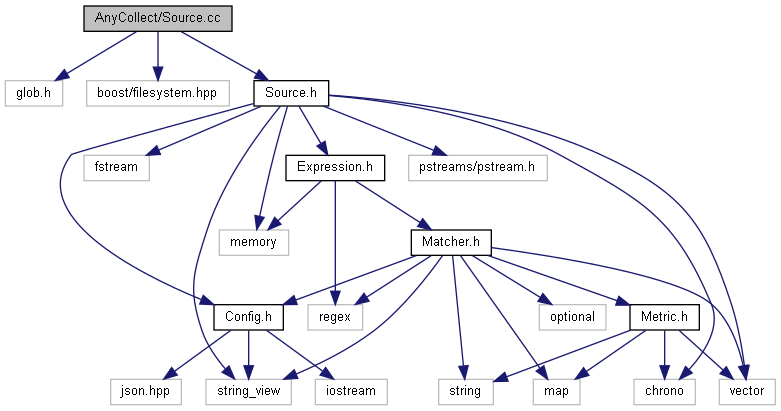 AnyCollect/Source.cc
glob.h
boost/filesystem.hpp
Source.h
fstream
Expression.h
pstreams/pstream.h
memory
Matcher.h
Config.h
regex
optional
Metric.h
json.hpp
string_view
iostream
string
map
chrono
vector